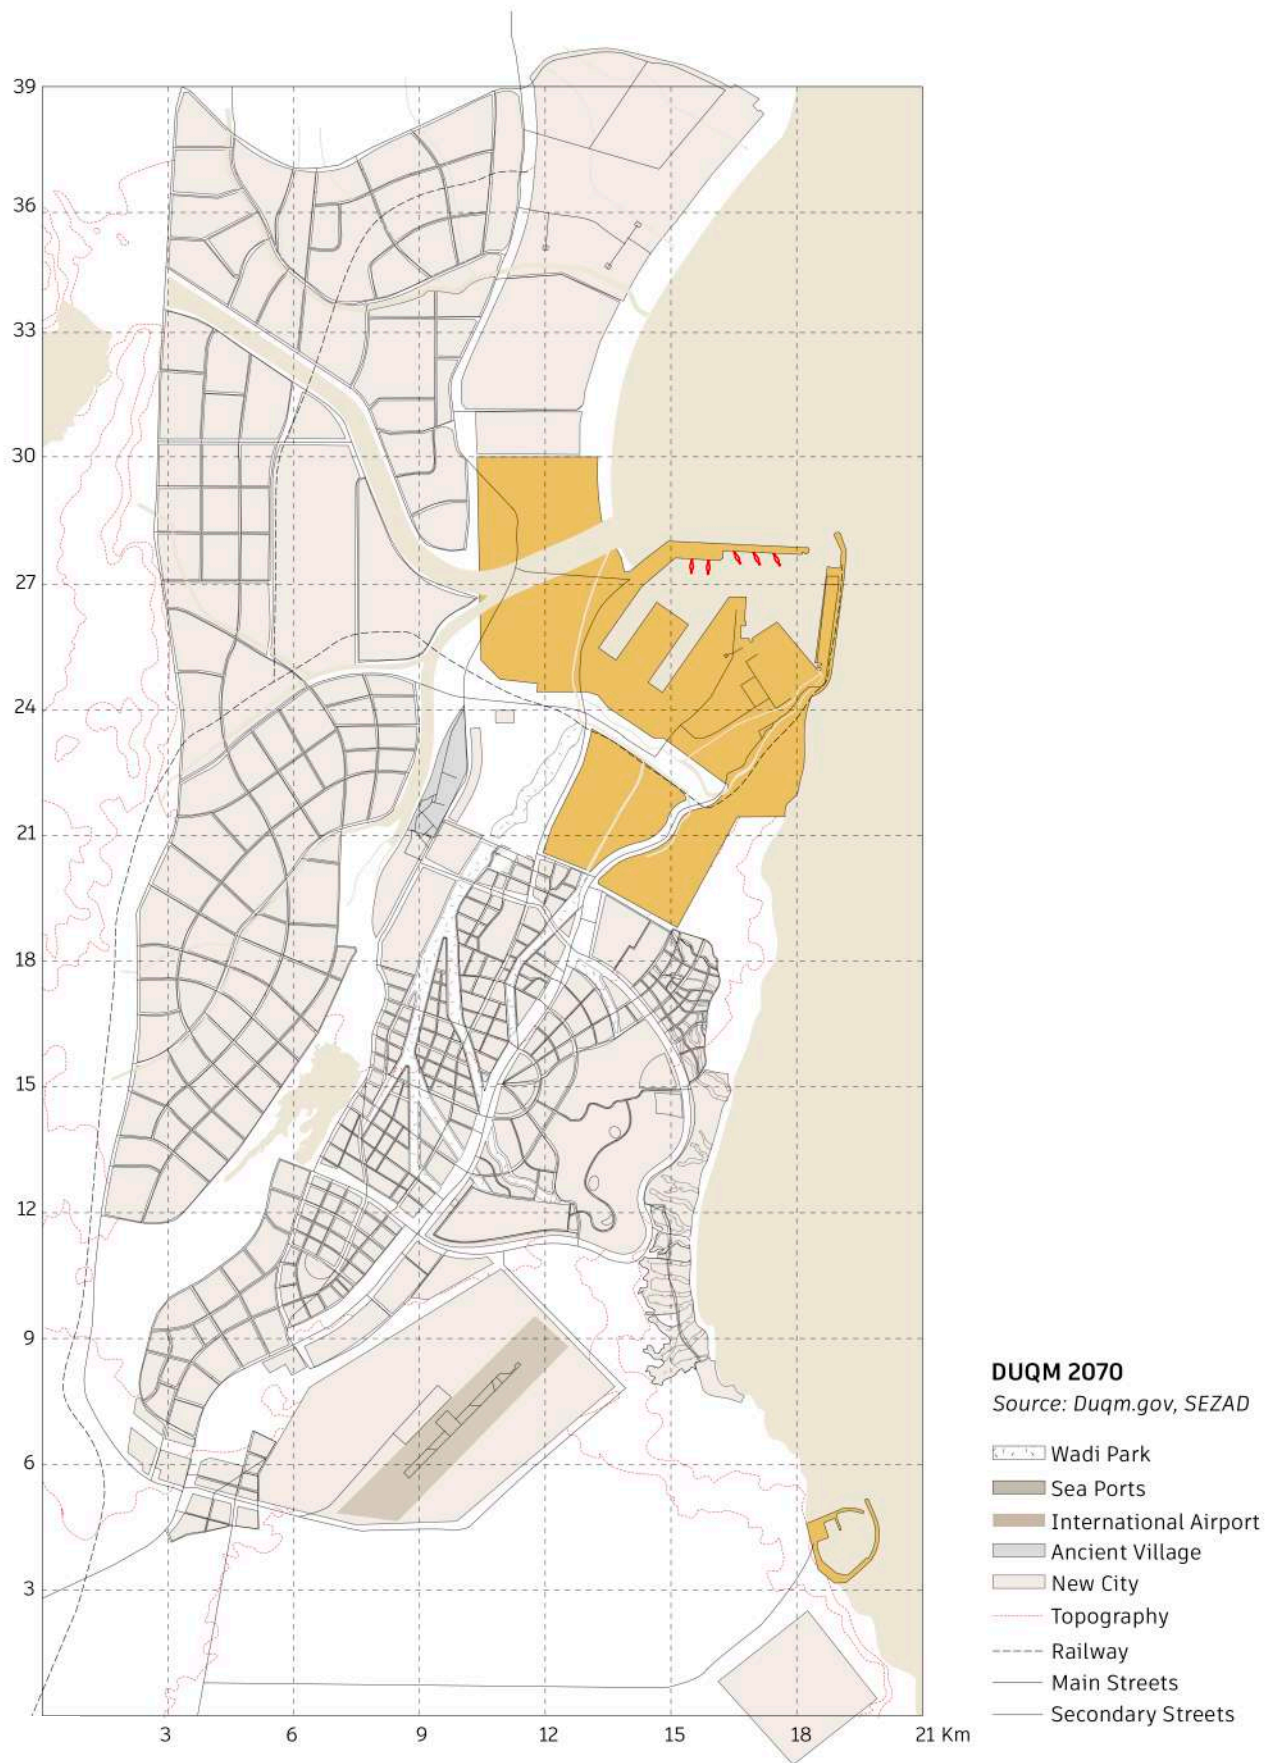 39
36
33
30
27
24
21
18
15
12
9
6
3
3 6 9 12 15 18 21 Km
DUQM 2070
Source: Duqm.gov, SEZAD
Wadi Park
Sea Ports
International Airport
Ancient Village
New City
Topography
Railway
Main Streets
Secondary Streets